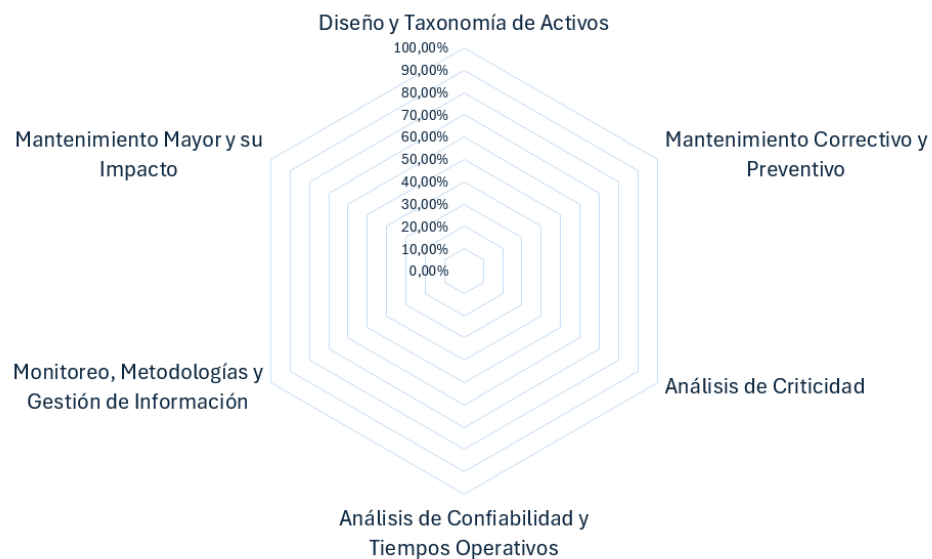 Diseño y Taxonomía de Activos
100,00%
90,00%
80,00%
70,00%
60,00%
50,00%
40,00%
30,00%
20,00%
10,00%
0,00%
Mantenimiento Correctivo y
Preventivo
Análisis de Criticidad
Análisis de Confiabilidad y
Tiempos Operativos
Monitoreo, Metodologías y
Gestión de Información
Mantenimiento Mayor y su
Impacto